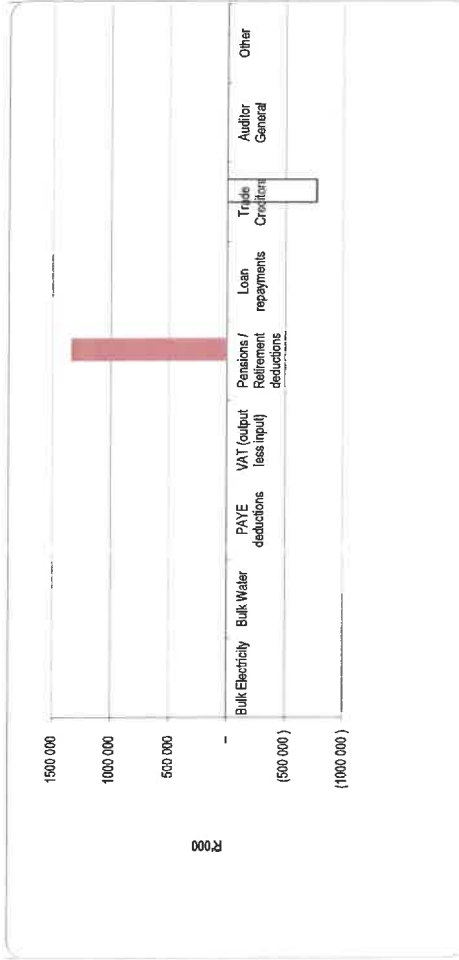 1500 000
1000 000
500 000
–
(500 000 )
(1000 000 )
R'000
Bulk Electricity
Bulk Water
PAYE
deductions
VAT (output
less input)
Pensions /
Retirement
deductions
Loan
repayments
Trade
Creditors
Auditor
General
Other